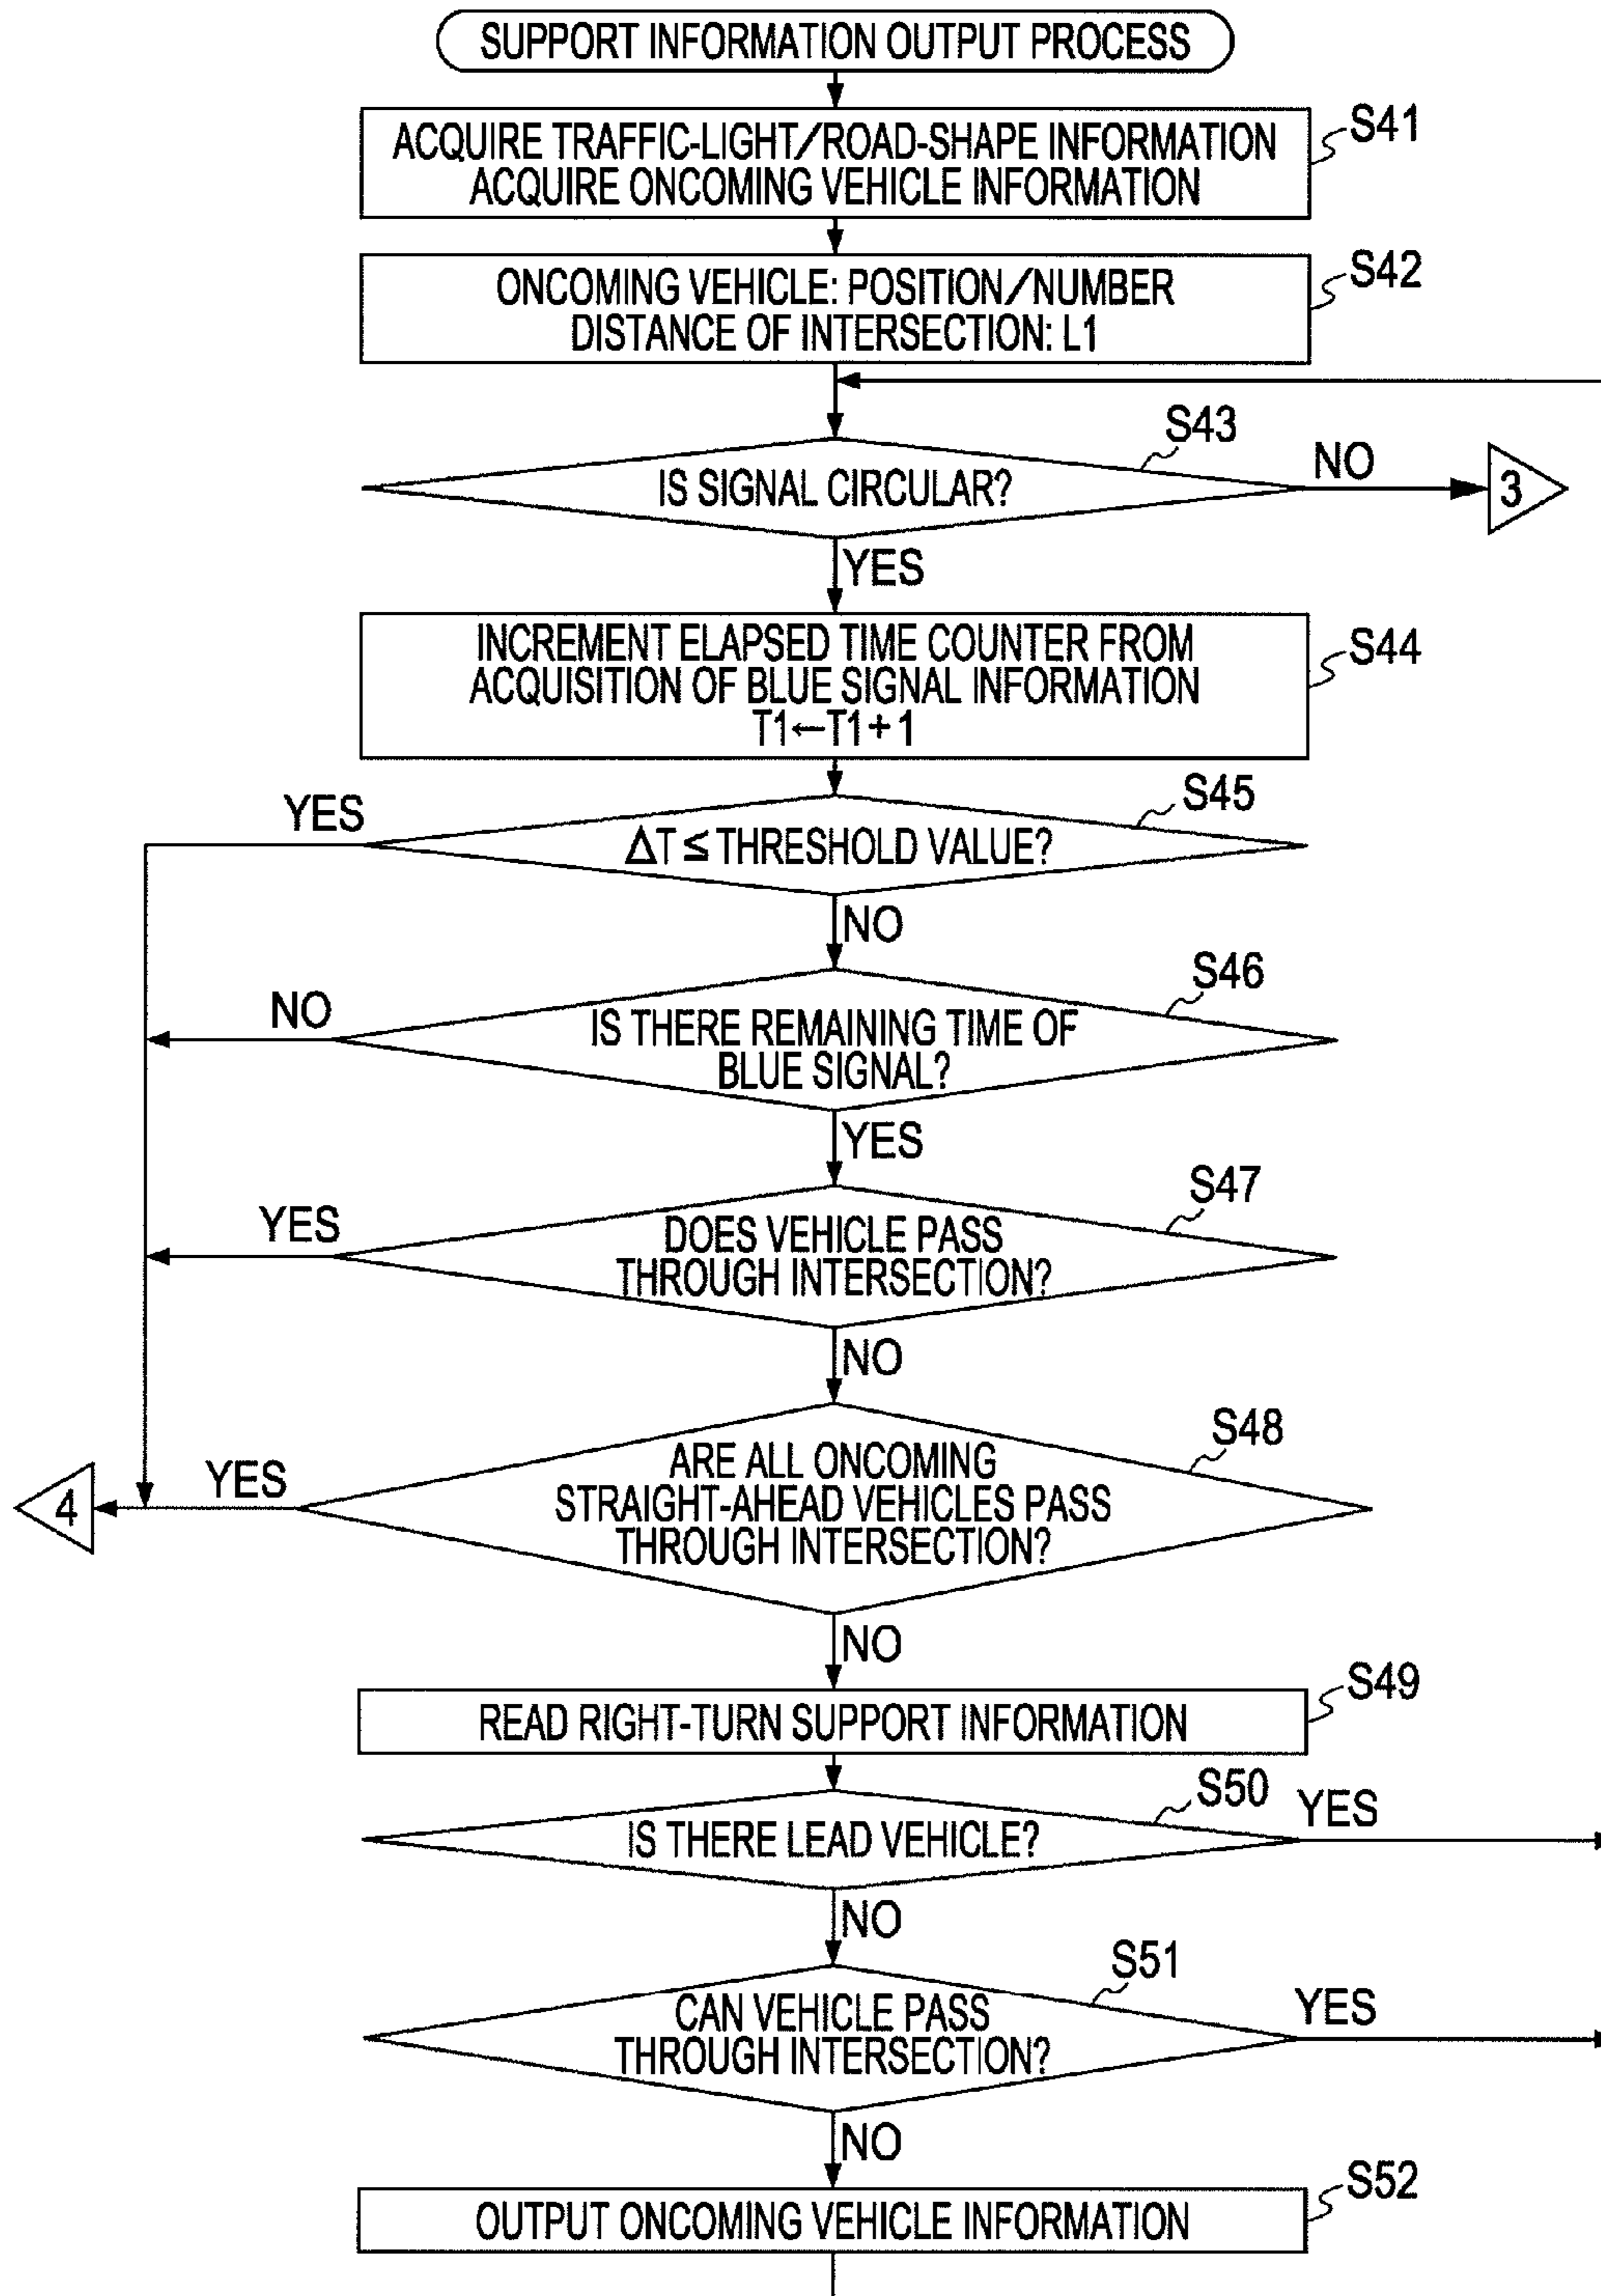 SUPPORT INFORMATION OUTPUT PROCESS
ACQUIRE TRAFFIC-LIGHT/ROAD-SHAPE INFORMATION
ACQUIRE ONCOMING VEHICLE INFORMATION
S41
ONCOMING VEHICLE: POSITION/NUMBER
DISTANCE OF INTERSECTION: L1
S42
S43
IS SIGNAL CIRCULAR?
NO
3
YES
INCREMENT ELAPSED TIME COUNTER FROM
ACQUISITION OF BLUE SIGNAL INFORMATION
T1←T1+1
S44
S45
YES
ΔT ≤ THRESHOLD VALUE?
NO
S46
NO
IS THERE REMAINING TIME OF
BLUE SIGNAL?
YES
S47
YES
DOES VEHICLE PASS
THROUGH INTERSECTION?
NO
S48
4
YES
ARE ALL ONCOMING
STRAIGHT-AHEAD VEHICLES PASS
THROUGH INTERSECTION?
NO
S49
READ RIGHT-TURN SUPPORT INFORMATION
S50
YES
IS THERE LEAD VEHICLE?
NO
S51
YES
CAN VEHICLE PASS
THROUGH INTERSECTION?
NO
S52
OUTPUT ONCOMING VEHICLE INFORMATION